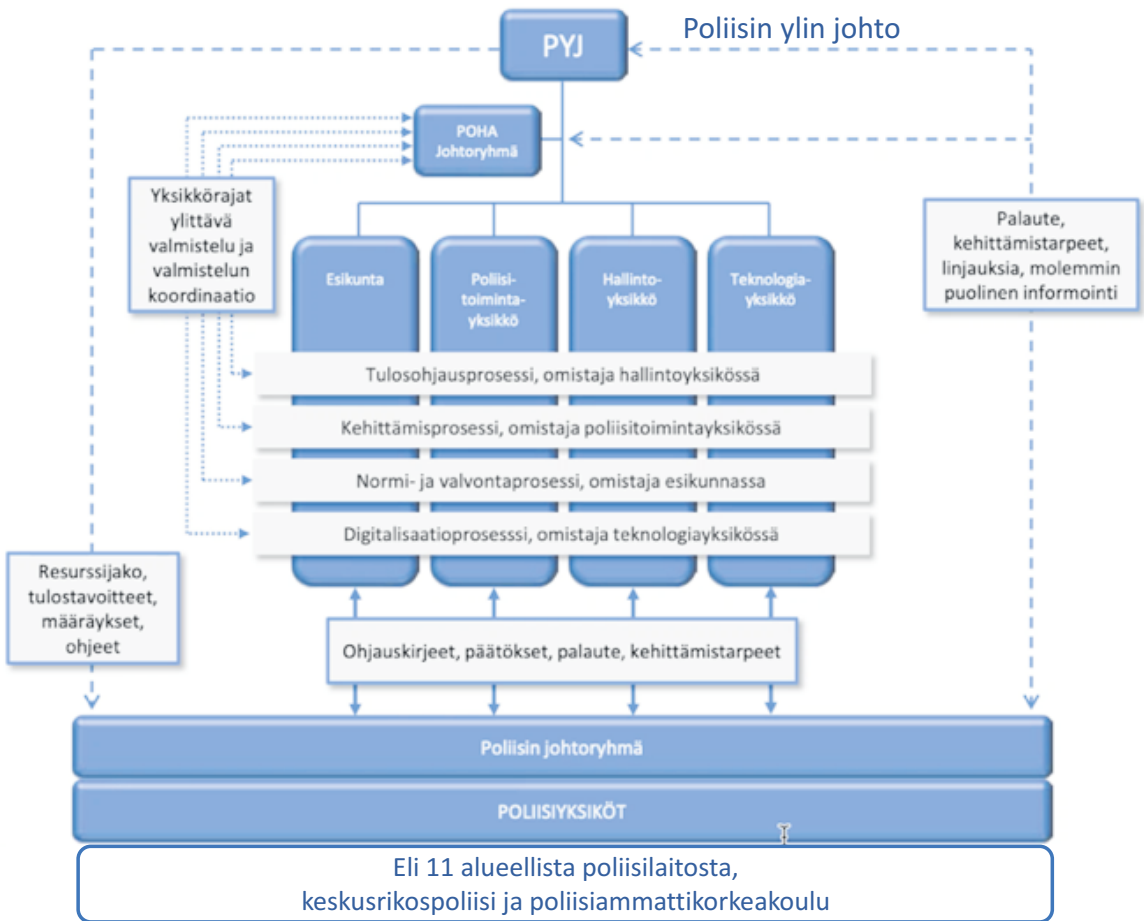 Poliisin ylin johto
PYJ
POHA
Johtoryhmä
Yksikkörajat
ylittävä
valmistelu ja
valmistelun
koordinaatio
Palaute,
kehittämistarpeet,
linjauksia, molemmin
puolinen informointi
Esikunta
Poliisi-
toiminta-
yksikkö
Hallinto-
yksikkö
Teknologia-
yksikkö
Tulosohjausprosessi, omistaja hallintoyksikössä
Kehittämisprosessi, omistaja poliisitoimintayksikössä
Normi- ja valvontaprosessi, omistaja esikunnassa
Digitalisaatioprosesssi, omistaja teknologiayksikössä
Resurssijako,
tulostavoitteet,
määräykset,
ohjeet
Ohjauskirjeet, päätökset, palaute, kehittämistarpeet
Poliisin johtoryhmä
POLIISIYKSIKÖT
Eli 11 alueellista poliisilaitosta,
keskusrikospoliisi ja poliisiammattikorkeakoulu